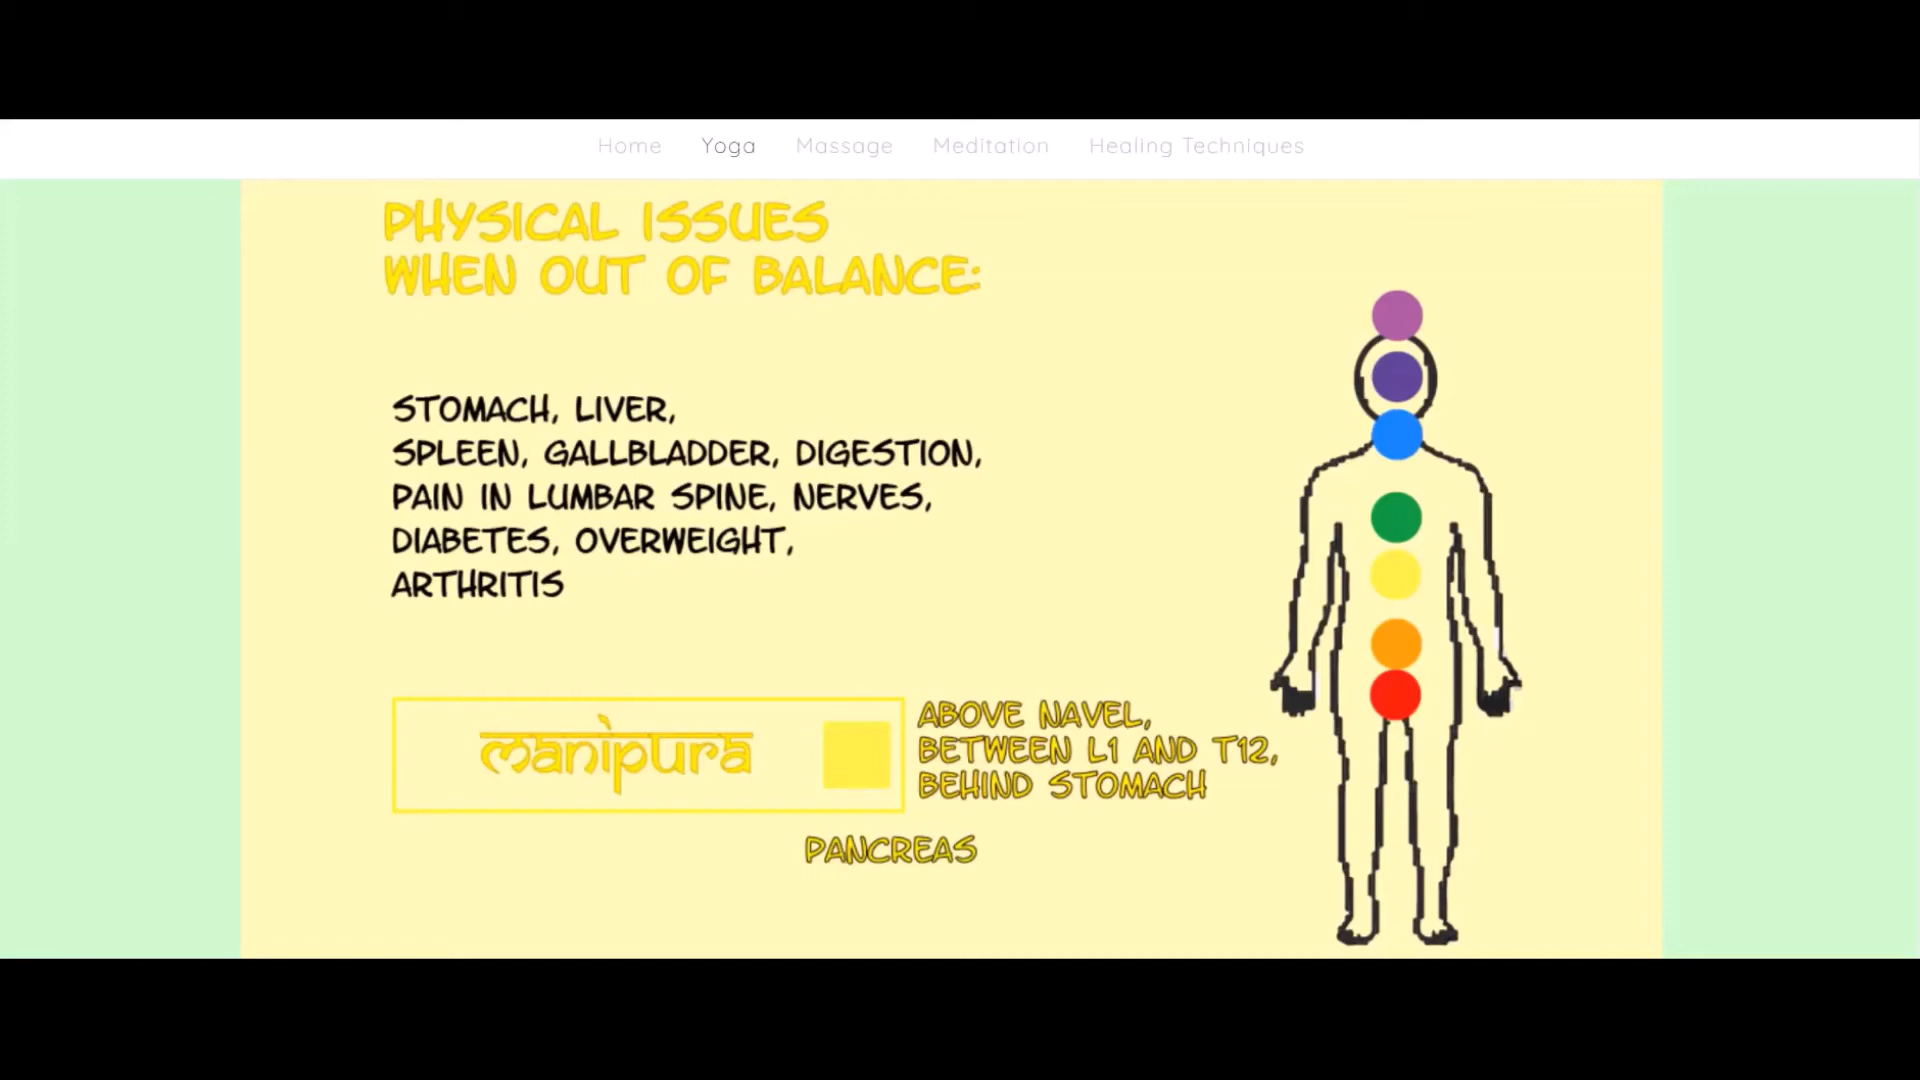 Home Yoga Massage Meditation Healing Techniques
PHYSICAL ISSUES
WHEN OUT OF BALANCE:
STOMACH, LIVER,
SPLEEN, GALLBLADDER, DIGESTION,
PAIN IN LUMBAR SPINE, NERVES,
DIABETES, OVERWEIGHT,
ARTHRITIS
manipura
ABOVE NAVEL,
BETWEEN L1 AND T12,
BEHIND STOMACH
PANCREAS